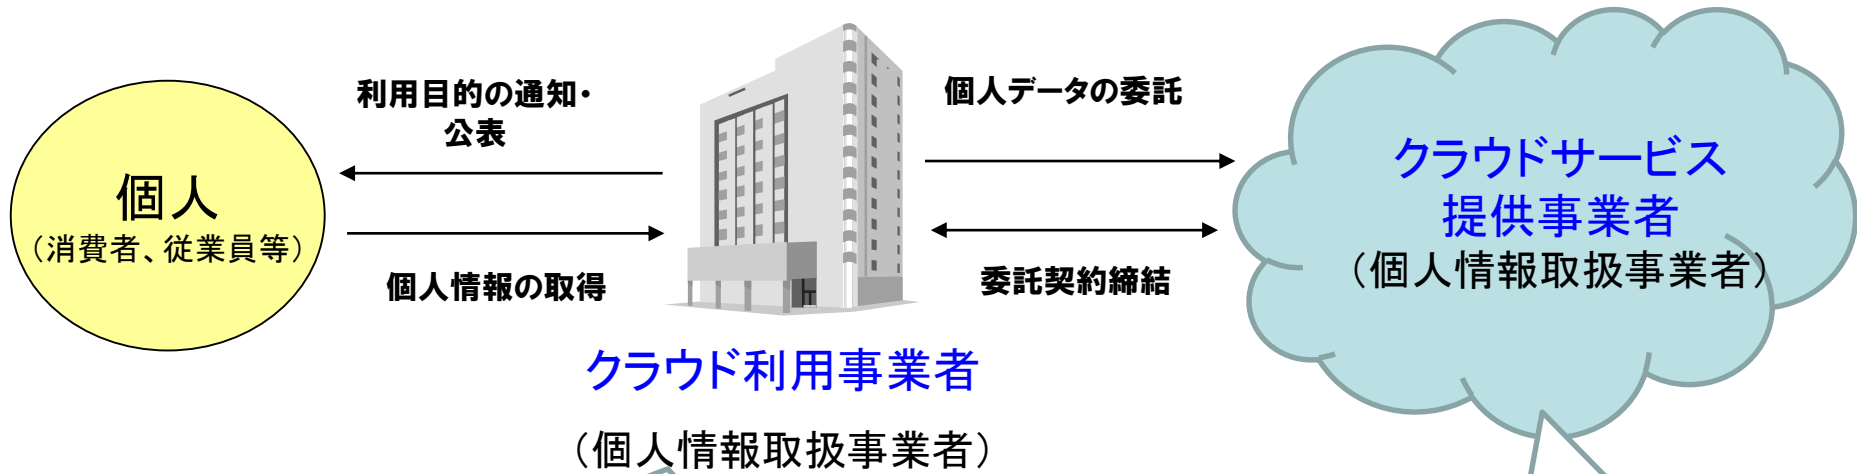 個人
（消費者、従業員等）
利用目的の通知・
公表
個人情報の取得
クラウド利用事業者
（個人情報取扱事業者）
個人データの委託
委託契約締結
クラウドサービス
提供事業者
（個人情報取扱事業者）